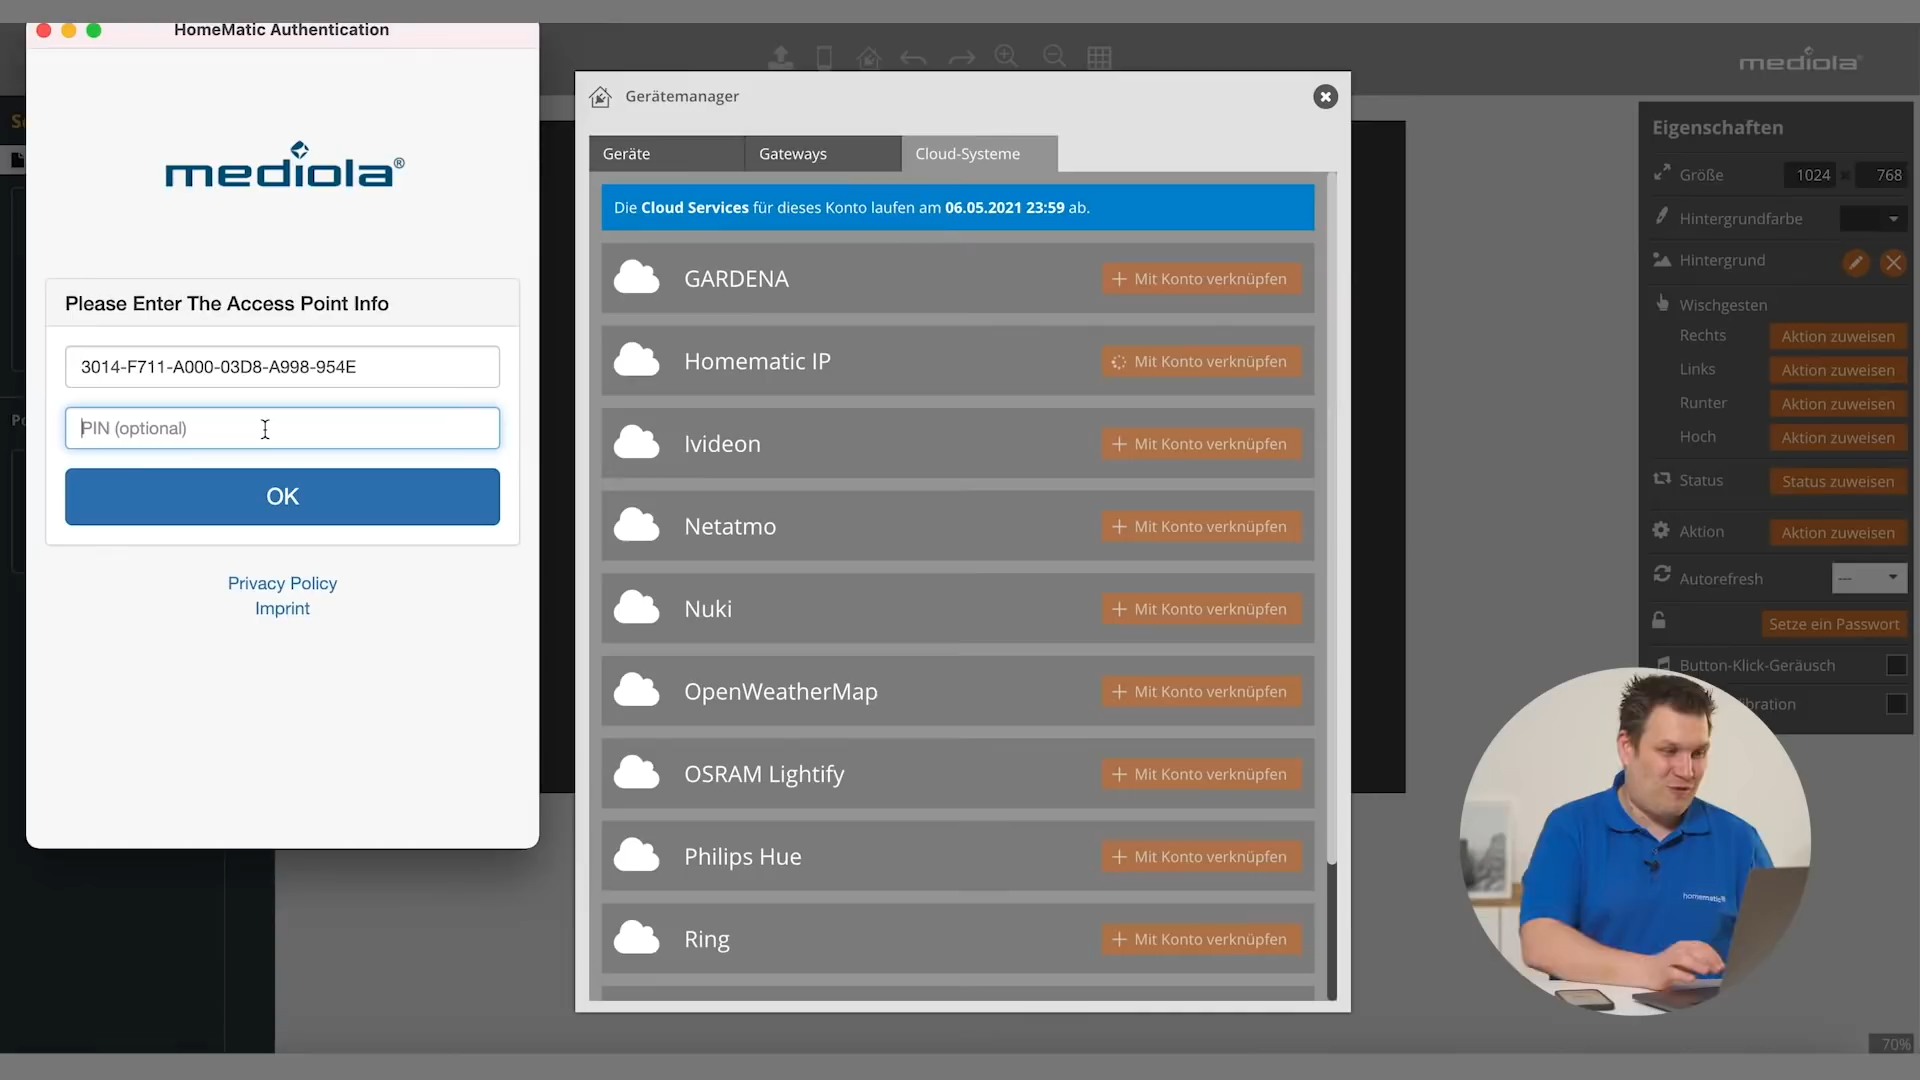 HomeMatic Authentication
mediola®
Please Enter The Access Point Info
3014-F711-A000-03D8-A998-954E
PIN (optional)
OK
Privacy Policy
Imprint
Gerätemanager
Geräte
Gateways
Cloud-Systeme
Die Cloud Services für dieses Konto laufen am 06.05.2021 23:59 ab.
GARDENA
Mit Konto verknüpfen
Homematic IP
Mit Konto verknüpfen
Ivideon
Mit Konto verknüpfen
Netatmo
Mit Konto verknüpfen
Nuki
Mit Konto verknüpfen
OpenWeatherMap
Mit Konto verknüpfen
OSRAM Lightify
Mit Konto verknüpfen
Philips Hue
Mit Konto verknüpfen
Ring
Mit Konto verknüpfen
mediola
Eigenschaften
Größe 1024 × 768
Hintergrundfarbe
Hintergrund
Wischgesten
Rechts Aktion zuweisen
Links Aktion zuweisen
Runter Aktion zuweisen
Hoch Aktion zuweisen
Status Status zuweisen
Aktion Aktion zuweisen
Autorefresh ---
Setze ein Passwort
Button-Klick-Geräusch
homematic
70%